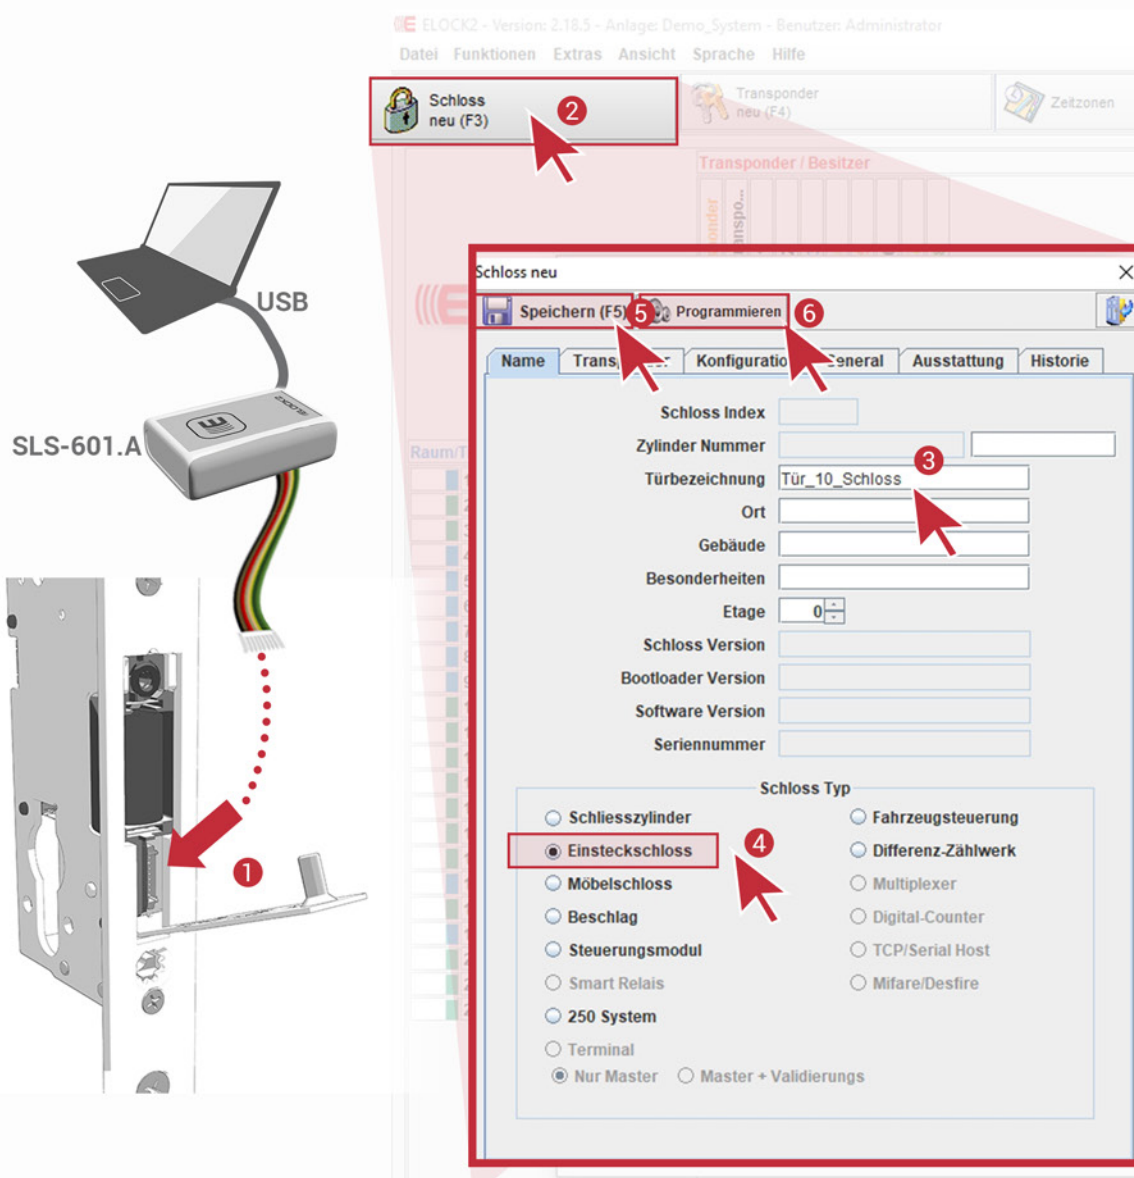 ELOCK2 - Version: 2.18.5 - Anlage: Demo_System - Benutzer: Administrator
Datei Funktionen Extras Ansicht Sprache Hilfe
Schloss
neu (F3)
2
Transponder
neu (F4)
Zeitzonen
Transponder / Besitzer
USB
SLS-601.A
ELOCK2
1
Schloss neu
Speichern (F5)
5
Programmieren
6
Name
General
Ausstattung
Historie
Schloss Index
Zylinder Nummer
3
Türbezeichnung Tür_10_Schloss
Ort
Gebäude
Besonderheiten
Etage 0
Schloss Version
Bootloader Version
Software Version
Seriennummer
Schloss Typ
Schliesszylinder Fahrzeugsteuerung
Einsteckschloss 4 Differenz-Zählwerk
Möbelschloss Multiplexer
Beschlag Digital-Counter
Steuerungsmodul TCP/Serial Host
Smart Relais Mifare/Desfire
250 System
Terminal
Nur Master Master + Validierungs